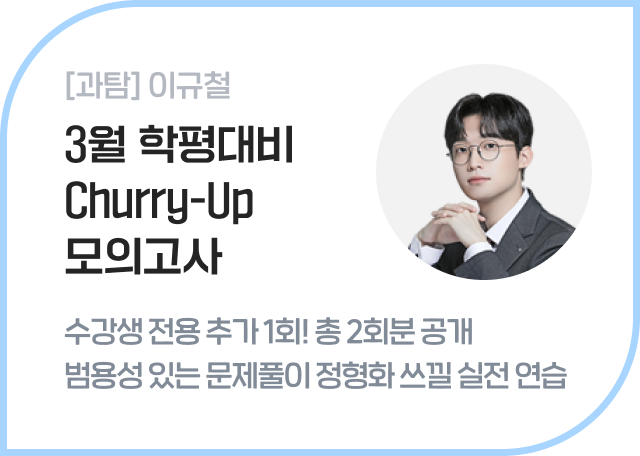 [과탐] 이규철
3월 학평대비
Churry-Up
모의고사
수강생 전용 추가 1회! 총 2회분 공개
범용성 있는 문제풀이 정형화 쓰낄 실전 연습